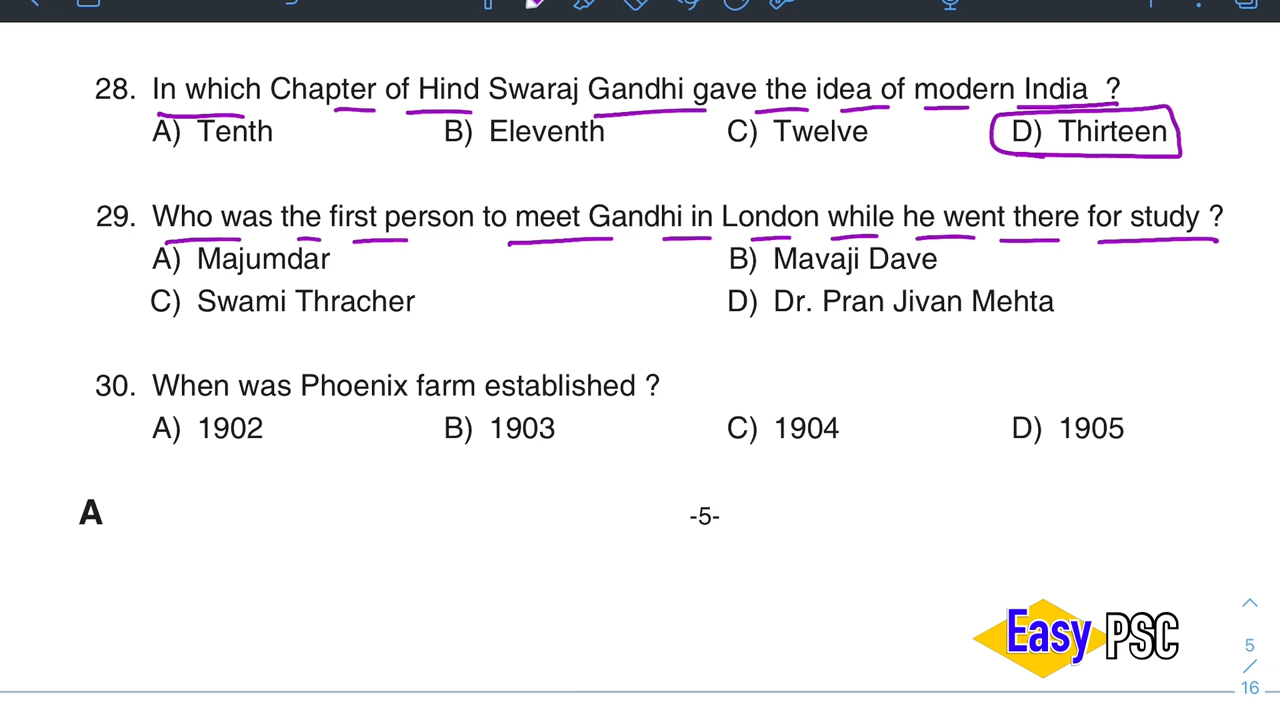 28. In which Chapter of Hind Swaraj Gandhi gave the idea of modern India ?
A) Tenth B) Eleventh C) Twelve D) Thirteen
29. Who was the first person to meet Gandhi in London while he went there for study ?
A) Majumdar B) Mavaji Dave
C) Swami Thracher D) Dr. Pran Jivan Mehta
30. When was Phoenix farm established ?
A) 1902 B) 1903 C) 1904 D) 1905
A -5-
Easy PSC
5
/
16